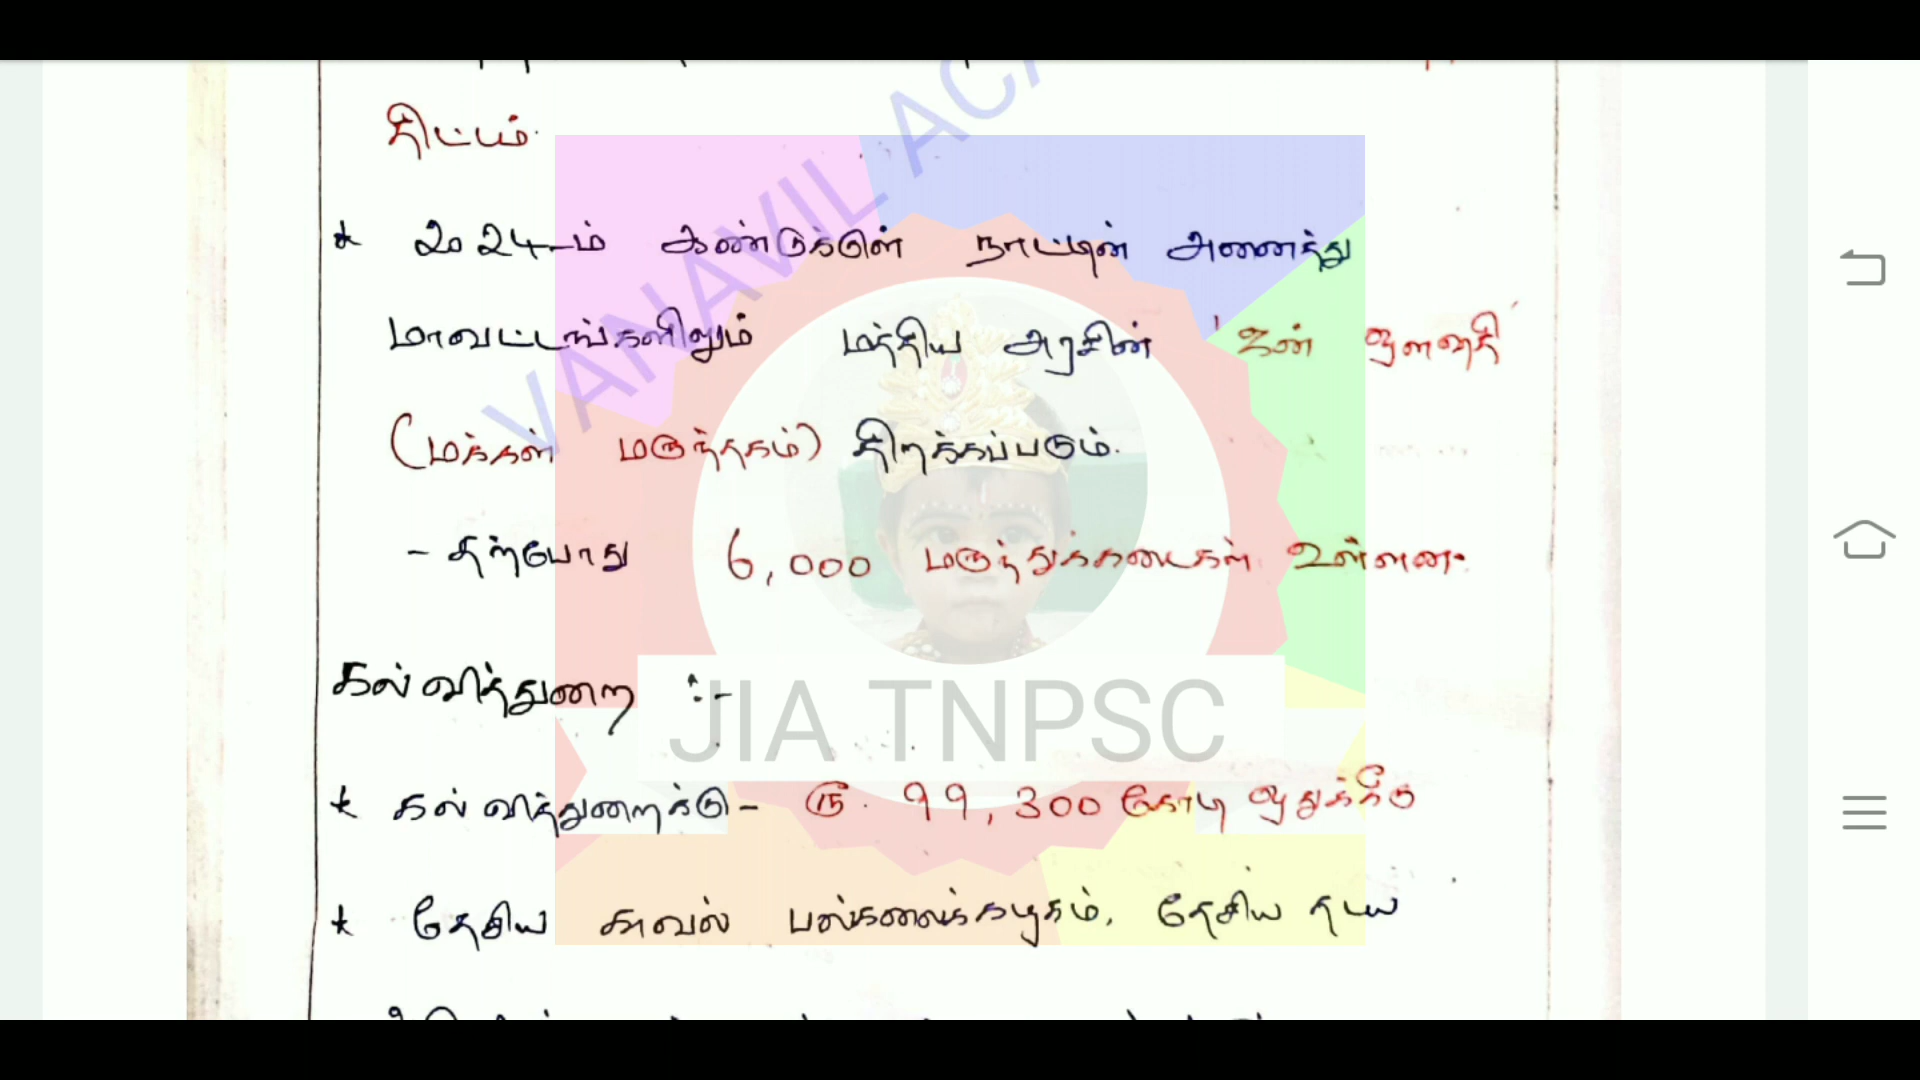 திட்டம்.
* 2024-ம் ஆண்டுக்குள் நாட்டின் அனைத்து
மாவட்டங்களிலும் மத்திய அரசின் 'ஜன் ஔஷதி'
(மக்கள் மருந்தகம்) திறக்கப்படும்.
- தற்போது 6,000 மருந்துக்கடைகள் உள்ளன.
கல்வித்துறை :-
* கல்வித்துறைக்கு - ரூ. 99,300 கோடி ஒதுக்கீடு
* தேசிய காவல் பல்கலைக்கழகம், தேசிய தடய
VANAVIL ACA
JIA TNPSC